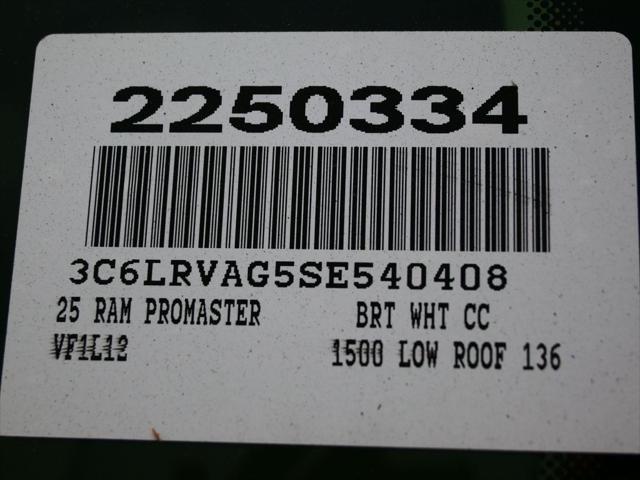 2250334
3C6LRVAG5SE540408
25 RAM PROMASTER BRT WHT CC
VF1L12 1500 LOW ROOF 136